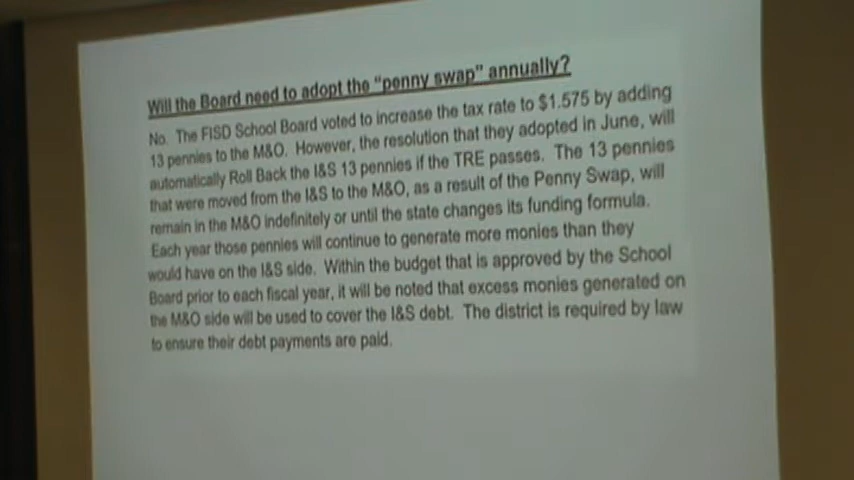 Will the Board need to adopt the “penny swap” annually?
No. The FISD School Board voted to increase the tax rate to $1.575 by adding
13 pennies to the M&O. However, the resolution that they adopted in June, will
automatically Roll Back the I&S 13 pennies if the TRE passes. The 13 pennies
that were moved from the I&S to the M&O, as a result of the Penny Swap, will
remain in the M&O indefinitely or until the state changes its funding formula.
Each year those pennies will continue to generate more monies than they
would have on the I&S side. Within the budget that is approved by the School
Board prior to each fiscal year, it will be noted that excess monies generated on
the M&O side will be used to cover the I&S debt. The district is required by law
to ensure their debt payments are paid.